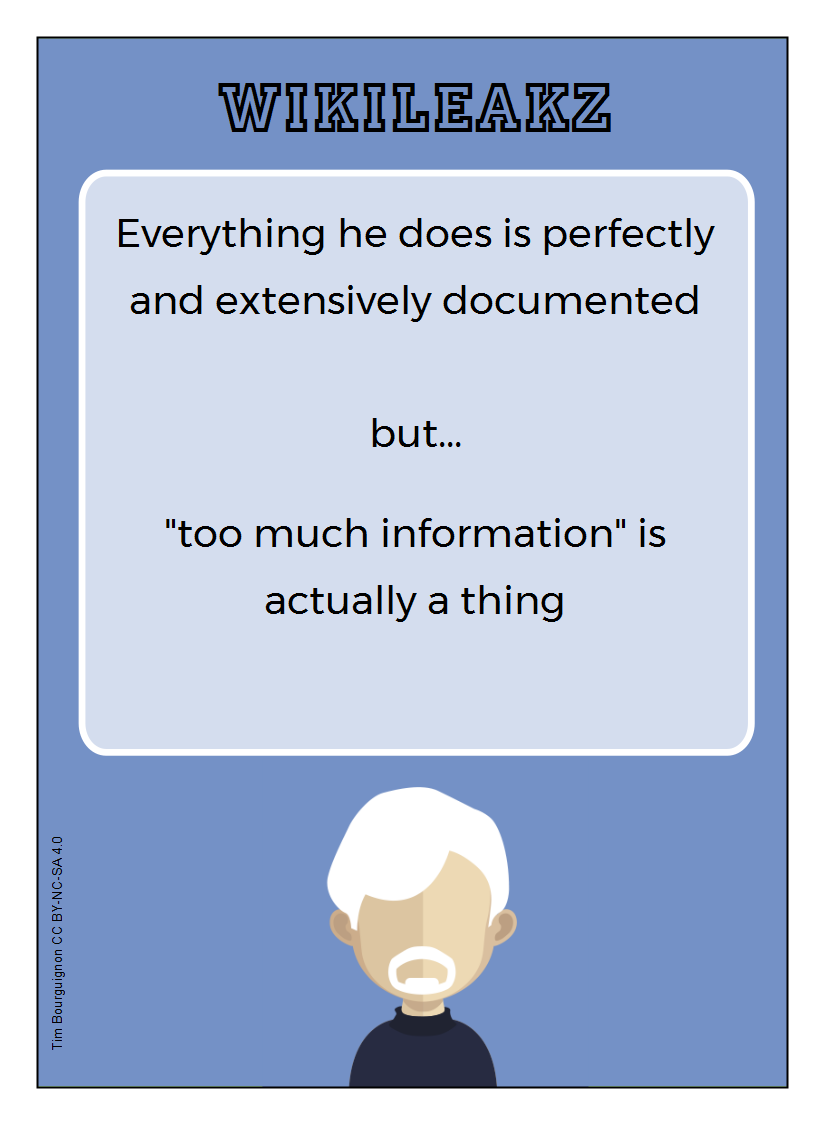 WIKILEAKZ
Everything he does is perfectly
and extensively documented
but...
"too much information" is
actually a thing
Tim Bourguignon CC BY-NC-SA 4.0